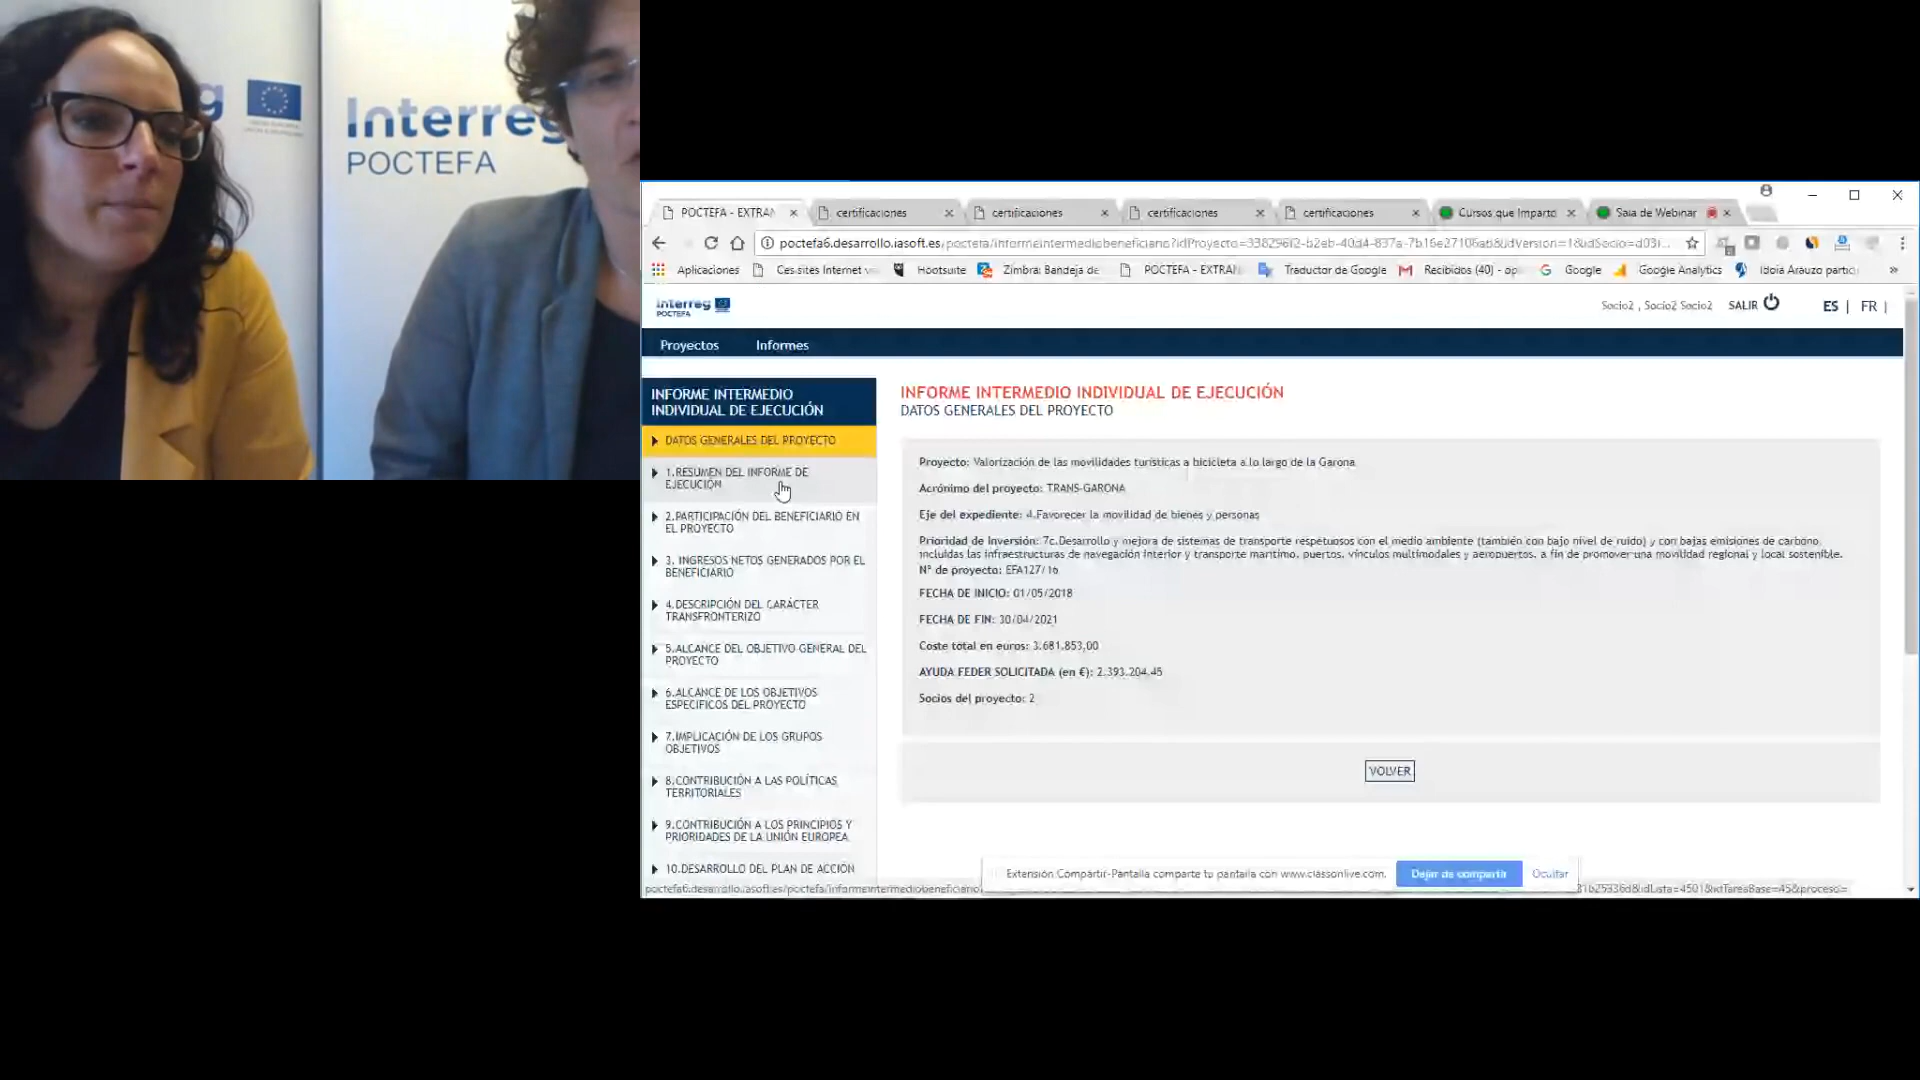 Interreg
POCTEFA
POCTEFA - EXTRAN
certificaciones
certificaciones
certificaciones
certificaciones
Cursos que Imparto
Sala de Webinar
Aplicaciones
Hootsuite
Zimbra: Bandeja de
POCTEFA - EXTRAN
Traductor de Google
Recibidos (40) - op
Google
Google Analytics
Idoia Arauzo partic
Interreg
POCTEFA
Socio2 , Socio2 Socio2
SALIR
ES | FR |
Proyectos
Informes
INFORME INTERMEDIO
INDIVIDUAL DE EJECUCIÓN
DATOS GENERALES DEL PROYECTO
1.RESUMEN DEL INFORME DE
EJECUCIÓN
2.PARTICIPACIÓN DEL BENEFICIARIO EN
EL PROYECTO
3. INGRESOS NETOS GENERADOS POR EL
BENEFICIARIO
4.DESCRIPCIÓN DEL CARÁCTER
TRANSFRONTERIZO
5.ALCANCE DEL OBJETIVO GENERAL DEL
PROYECTO
6.ALCANCE DE LOS OBJETIVOS
ESPECIFICOS DEL PROYECTO
7.IMPLICACIÓN DE LOS GRUPOS
OBJETIVOS
8.CONTRIBUCIÓN A LAS POLÍTICAS
TERRITORIALES
9.CONTRIBUCIÓN A LOS PRINCIPIOS Y
PRIORIDADES DE LA UNIÓN EUROPEA
10.DESARROLLO DEL PLAN DE ACCIÓN
INFORME INTERMEDIO INDIVIDUAL DE EJECUCIÓN
DATOS GENERALES DEL PROYECTO
Proyecto: Valorización de las movilidades turísticas a bicicleta a lo largo de la Garona
Acrónimo del proyecto: TRANS-GARONA
Eje del expediente: 4.Favorecer la movilidad de bienes y personas
Prioridad de Inversión: 7c.Desarrollo y mejora de sistemas de transporte respetuosos con el medio ambiente (también con bajo nivel de ruido) y con bajas emisiones de carbono,
incluidas las infraestructuras de navegación interior y transporte marítimo, puertos, vínculos multimodales y aeropuertos, a fin de promover una movilidad regional y local sostenible.
Nº de proyecto: EFA127/16
FECHA DE INICIO: 01/05/2018
FECHA DE FIN: 30/04/2021
Coste total en euros: 3.681.853,00
AYUDA FEDER SOLICITADA (en €): 2.393.204,45
Socios del proyecto: 2
VOLVER
Extensión Compartir-Pantalla comparte tu pantalla con www.classonlive.com.
Dejar de compartir
Ocultar